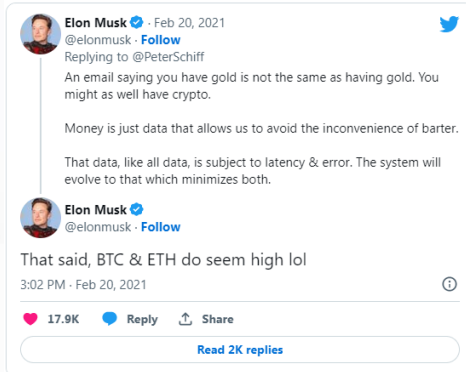 Elon Musk · Feb 20, 2021
@elonmusk · Follow
Replying to @PeterSchiff
An email saying you have gold is not the same as having gold. You
might as well have crypto.
Money is just data that allows us to avoid the inconvenience of barter.
That data, like all data, is subject to latency & error. The system will
evolve to that which minimizes both.
Elon Musk
@elonmusk · Follow
That said, BTC & ETH do seem high lol
3:02 PM · Feb 20, 2021
17.9K Reply Share
Read 2K replies